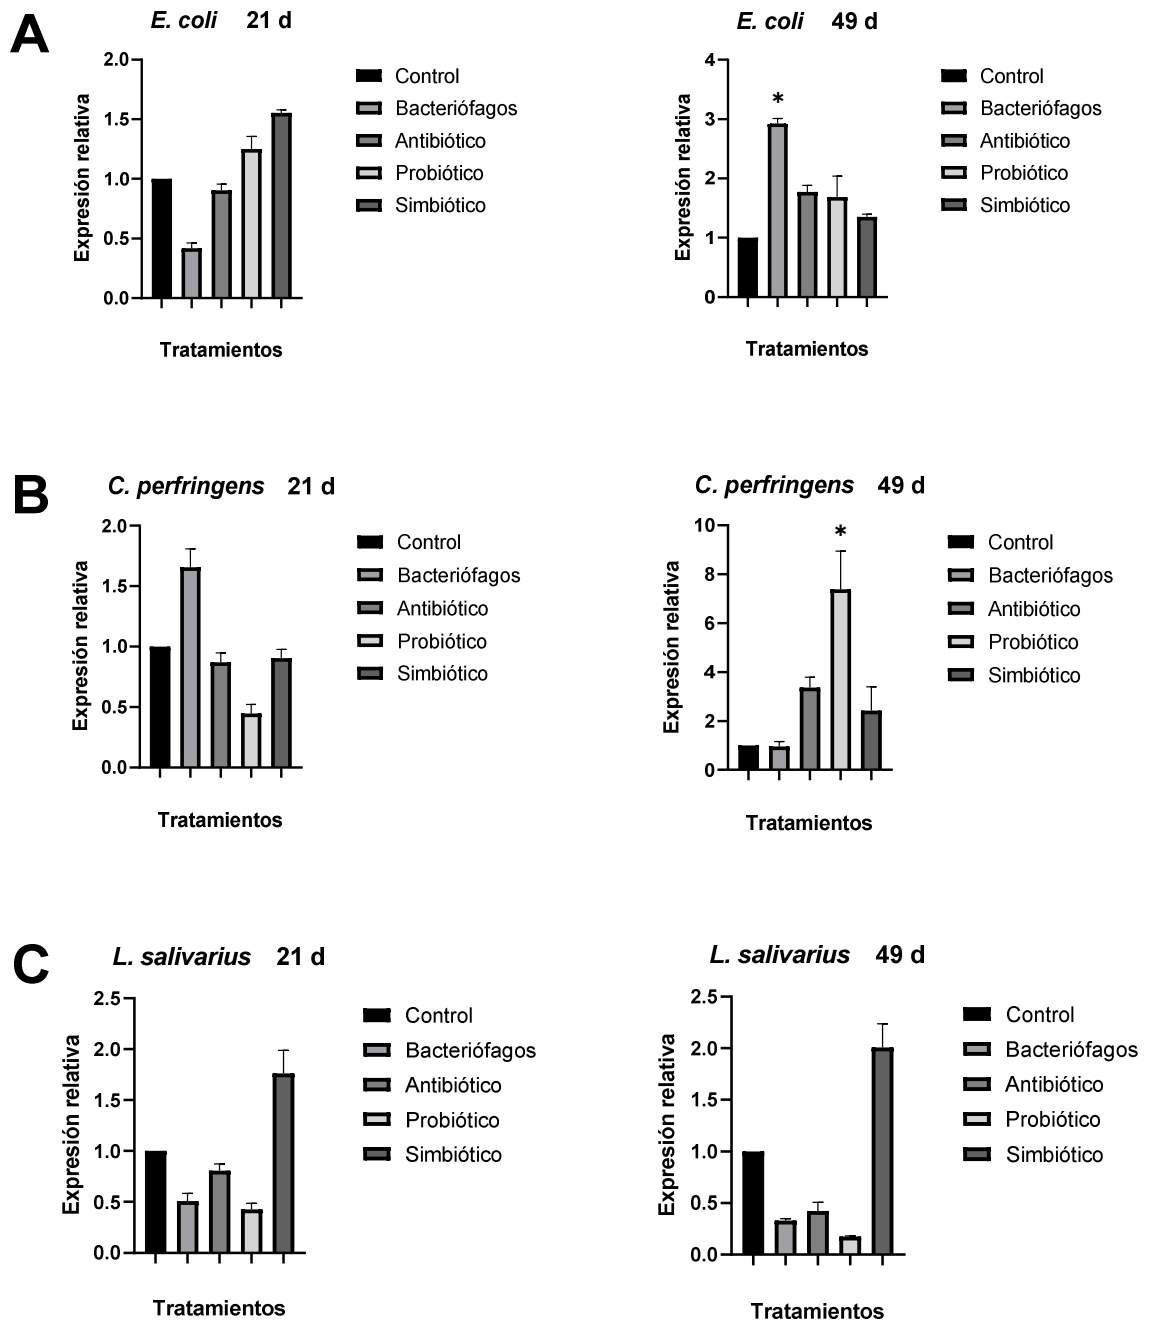 A
E. coli 21 d
2.0
1.5
1.0
0.5
0.0
Expresión relativa
Tratamientos
Control
Bacteriófagos
Antibiótico
Probiótico
Simbiótico
E. coli 49 d
4
3
2
1
0
*
Expresión relativa
Tratamientos
Control
Bacteriófagos
Antibiótico
Probiótico
Simbiótico
B
C. perfringens 21 d
2.0
1.5
1.0
0.5
0.0
Expresión relativa
Tratamientos
Control
Bacteriófagos
Antibiótico
Probiótico
Simbiótico
C. perfringens 49 d
10
8
6
4
2
0
*
Expresión relativa
Tratamientos
Control
Bacteriófagos
Antibiótico
Probiótico
Simbiótico
C
L. salivarius 21 d
2.5
2.0
1.5
1.0
0.5
0.0
Expresión relativa
Tratamientos
Control
Bacteriófagos
Antibiótico
Probiótico
Simbiótico
L. salivarius 49 d
2.5
2.0
1.5
1.0
0.5
0.0
Expresión relativa
Tratamientos
Control
Bacteriófagos
Antibiótico
Probiótico
Simbiótico